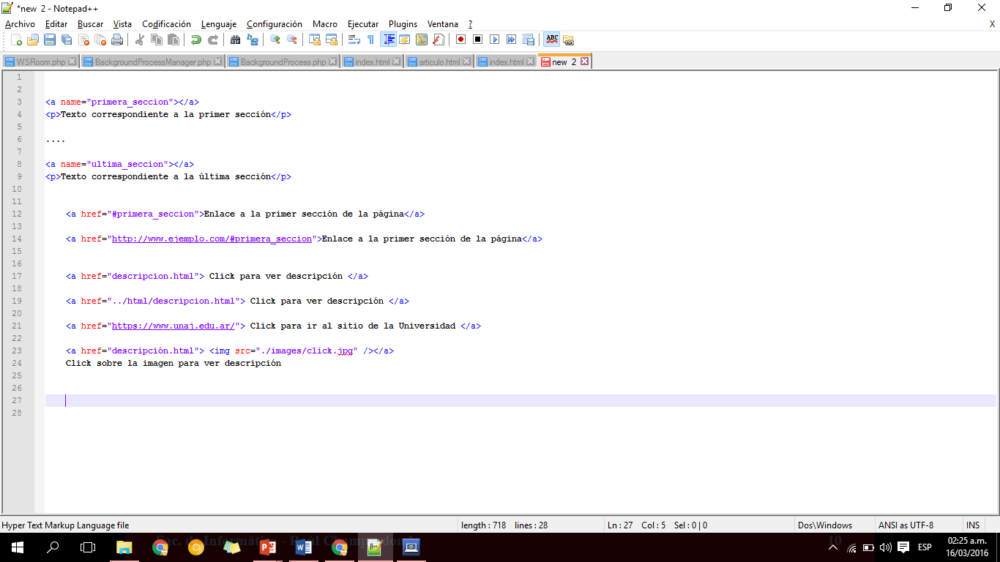 *new  2 - Notepad++
Archivo Editar Buscar Vista Codificación Lenguaje Configuración Macro Ejecutar Plugins Ventana ? X
ABC
WSRoom.php BackgroundProcessManager.php BackgroundProcess.php index.html articulo.html index.html new  2
1
2
3 <a name="primera_seccion"></a>
4 <p>Texto correspondiente a la primer sección</p>
5
6 ....
7
8 <a name="ultima_seccion"></a>
9 <p>Texto correspondiente a la última sección</p>
10
11
12 <a href="#primera_seccion">Enlace a la primer sección de la página</a>
13
14 <a href="http://www.ejemplo.com/#primera_seccion">Enlace a la primer sección de la página</a>
15
16
17 <a href="descripcion.html"> Click para ver descripción </a>
18
19 <a href="../html/descripcion.html"> Click para ver descripción </a>
20
21 <a href="https://www.unaj.edu.ar/"> Click para ir al sitio de la Universidad </a>
22
23 <a href="descripción.html"> <img src="./images/click.jpg" /></a>
24 Click sobre la imagen para ver descripción
25
26
27
28
Hyper Text Markup Language file length : 718 lines : 28 Ln : 27 Col : 5 Sel : 0 | 0 Dos\Windows ANSI as UTF-8 INS
Fac. de Informática - Raúl 10
ESP 02:25 a.m.
16/03/2016